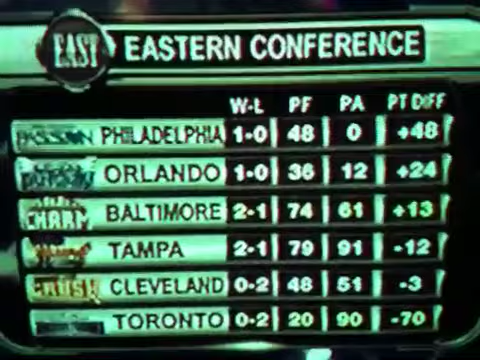 EAST EASTERN CONFERENCE
W-L PF PA PT DIFF
PASSION PHILADELPHIA 1-0 48 0 +48
ORLANDO 1-0 36 12 +24
CHARM BALTIMORE 2-1 74 61 +13
TAMPA 2-1 79 91 -12
CRUSH CLEVELAND 0-2 48 51 -3
TORONTO 0-2 20 90 -70